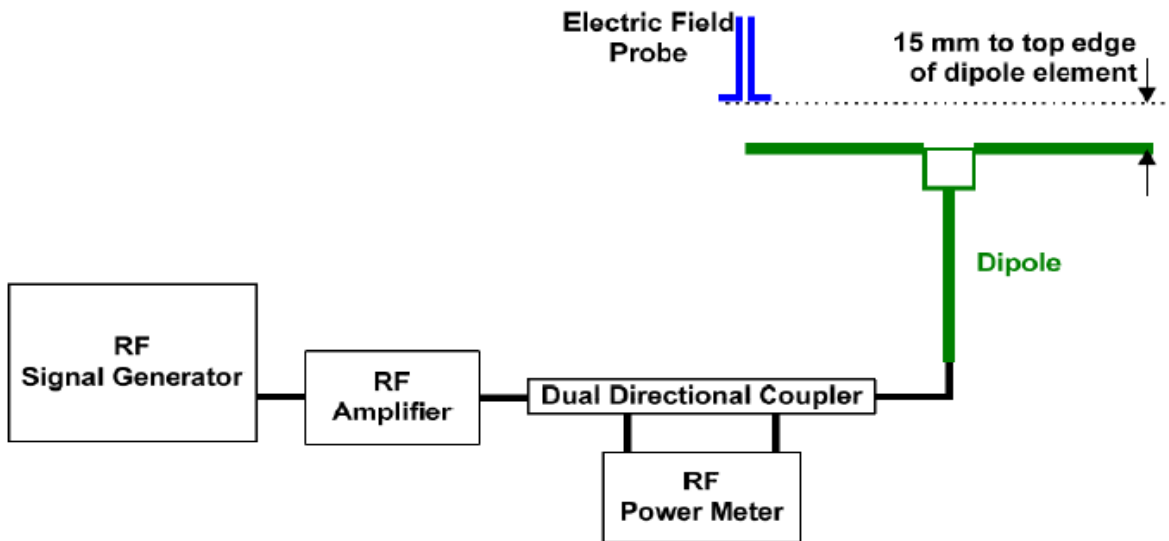 Electric Field
Probe
15 mm to top edge
of dipole element
Dipole
RF
Signal Generator
RF
Amplifier
Dual Directional Coupler
RF
Power Meter